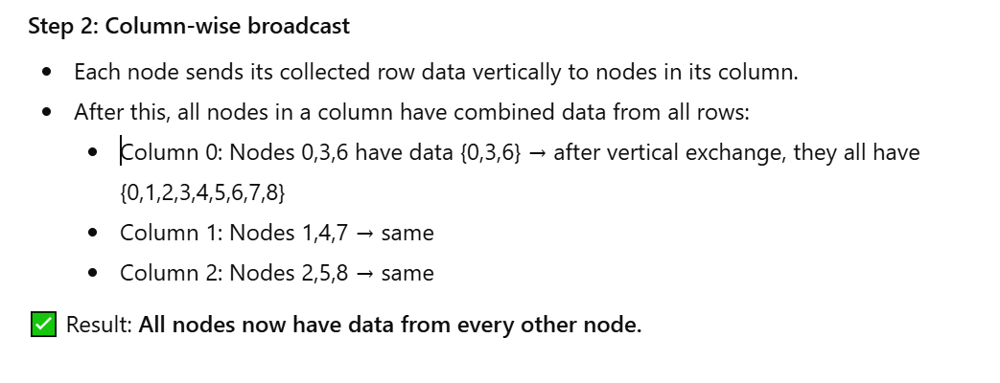 Step 2: Column-wise broadcast
• Each node sends its collected row data vertically to nodes in its column.
• After this, all nodes in a column have combined data from all rows:
• Column 0: Nodes 0,3,6 have data {0,3,6} → after vertical exchange, they all have
{0,1,2,3,4,5,6,7,8}
• Column 1: Nodes 1,4,7 → same
• Column 2: Nodes 2,5,8 → same
✅ Result: All nodes now have data from every other node.